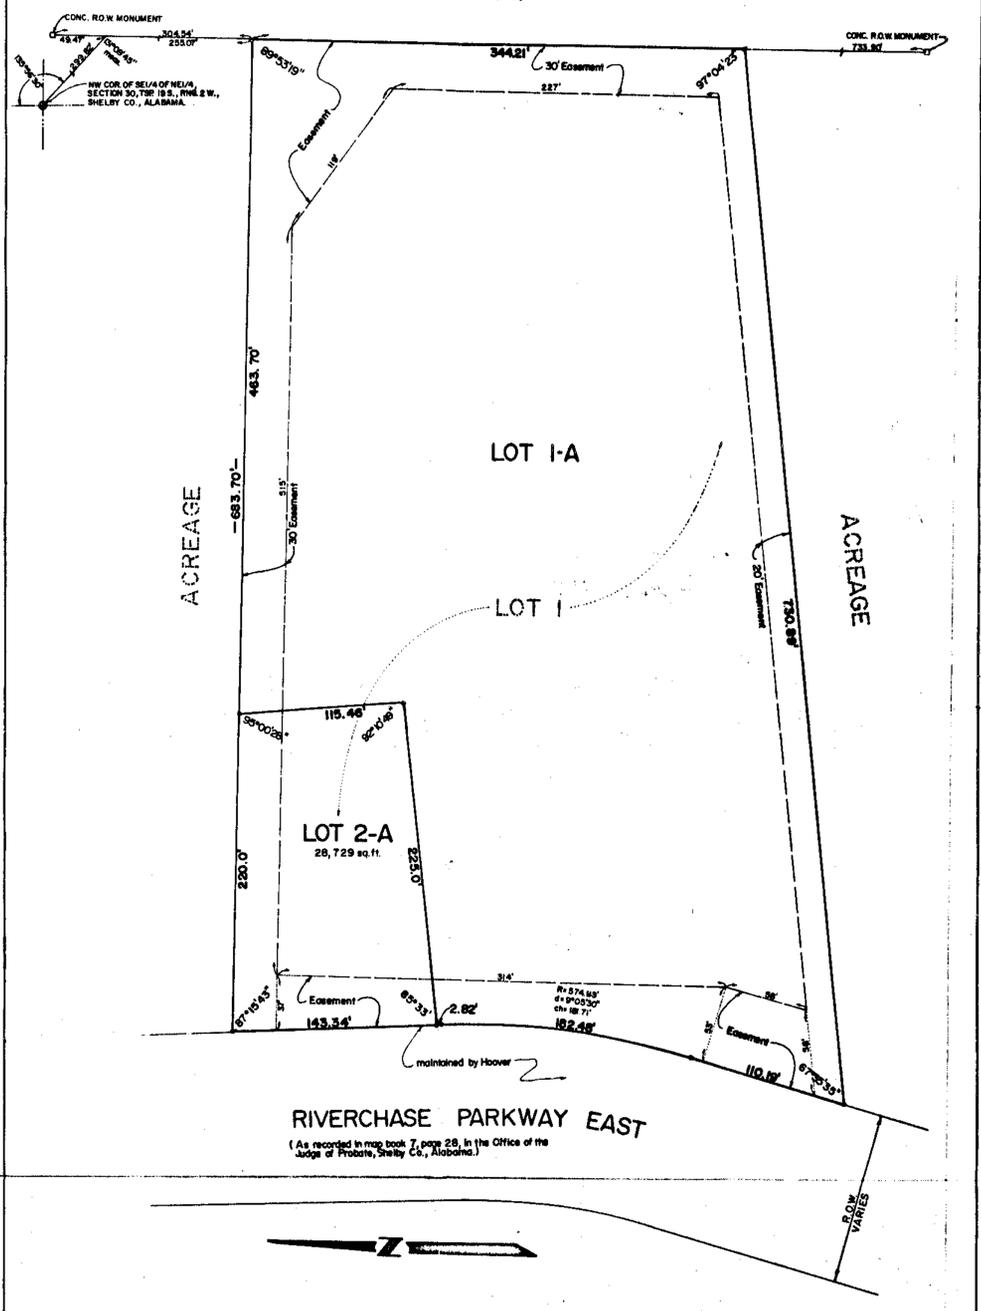 CONC. R.O.W. MONUMENT
49.47'
304.54'
255.07'
CONC. R.O.W. MONUMENT
733.90'
NW COR. OF SE1/4 OF NE1/4,
SECTION 30, TSP. 19 S., RNG. 2 W.,
SHELBY CO., ALABAMA.
89°53'19"
344.21'
30' Easement
97°04'23"
227'
Easement
119'
463.70'
-683.70'-
515'
30' Easement
ACREAGE
LOT 1-A
ACREAGE
LOT 1
20' Easement
115.46'
95°00'28"
92°10'49"
LOT 2-A
28,729 sq.ft.
220.0'
225.0'
314'
87°15'43"
Easement
143.34'
85°33'
2.82'
ch= 181.71'
182.48'
58'
53'
Easement
110.19'
maintained by Hoover
RIVERCHASE PARKWAY EAST
( As recorded in map book 7, page 28, in the Office of the
Judge of Probate, Shelby Co., Alabama.)
R.O.W.
VARIES
Z